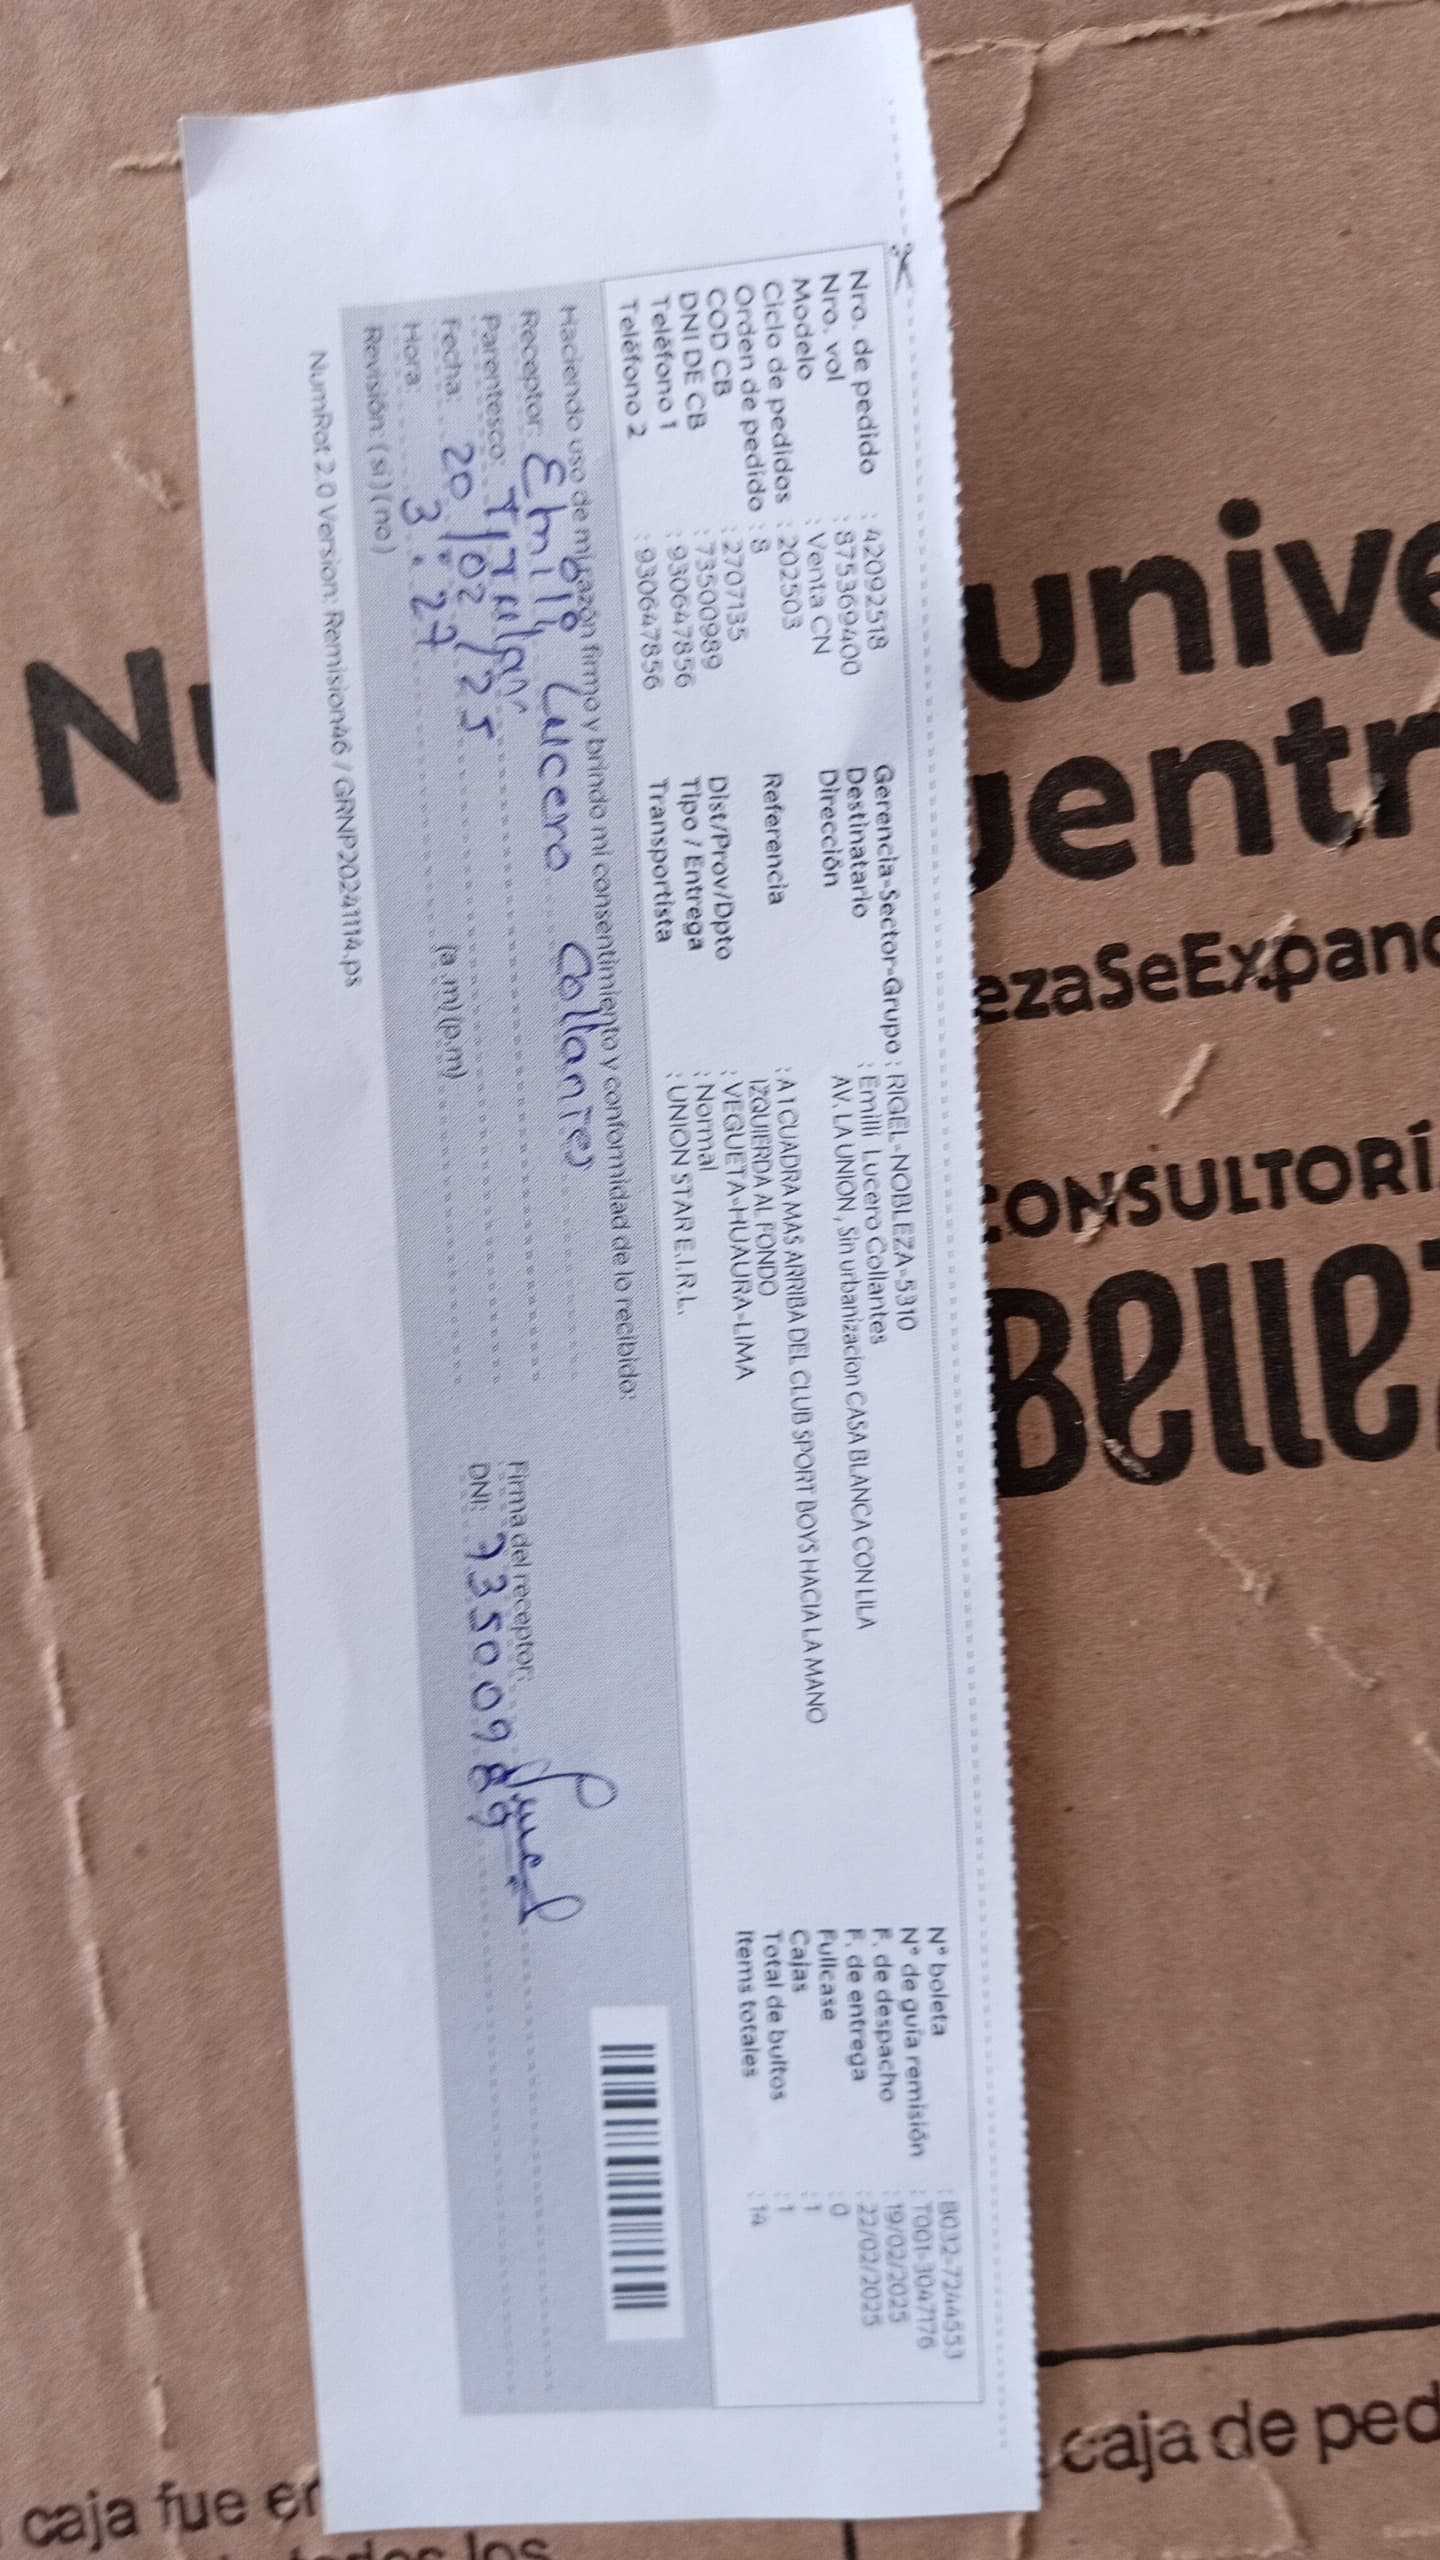 Nro. de pedido : 42092518
Nro. vol : 875369400
Modelo : Venta CN
Ciclo de pedidos : 202503
Orden de pedido : 8
COD CB : 2707135
DNI DE CB : 73500989
Teléfono 1 : 930647856
Teléfono 2 : 930647856
Gerencia-Sector-Grupo : RIGEL-NOBLEZA-5310
Destinatario : Emilli Lucero Collantes
Dirección AV. LA UNION , Sin urbanizacion CASA BLANCA CON LILA
Referencia : A 1 CUADRA MAS ARRIBA DEL CLUB SPORT BOYS HACIA LA MANO
IZQUIERDA AL FONDO
Dist/Prov/Dpto : VEGUETA-HUAURA-LIMA
Tipo / Entrega : Normal
Transportista : UNION STAR E.I.R.L.
N° boleta : B032-7244553
N° de guía remisión : T001-3047176
F. de despacho : 19/02/2025
F. de entrega : 22/02/2025
Fullcase : 0
Cajas : 1
Total de bultos : 1
Items totales : 14
Haciendo uso de mi razón firmo y brindo mi consentimiento y conformidad de lo recibido:
Receptor: Lucero Collantes
Parentesco:
Fecha: 20/02/25
Hora: 3:27 (a.m) (p.m)
Revisión: ( si ) ( no )
Firma del receptor:
DNI: 73500989
NumRot 2.0 Version: Remision46 / GRNP20241114.ps
unive
entr
ezaSeExpand
CONSULTORÍ
Belle
caja de ped
caja fue en
los